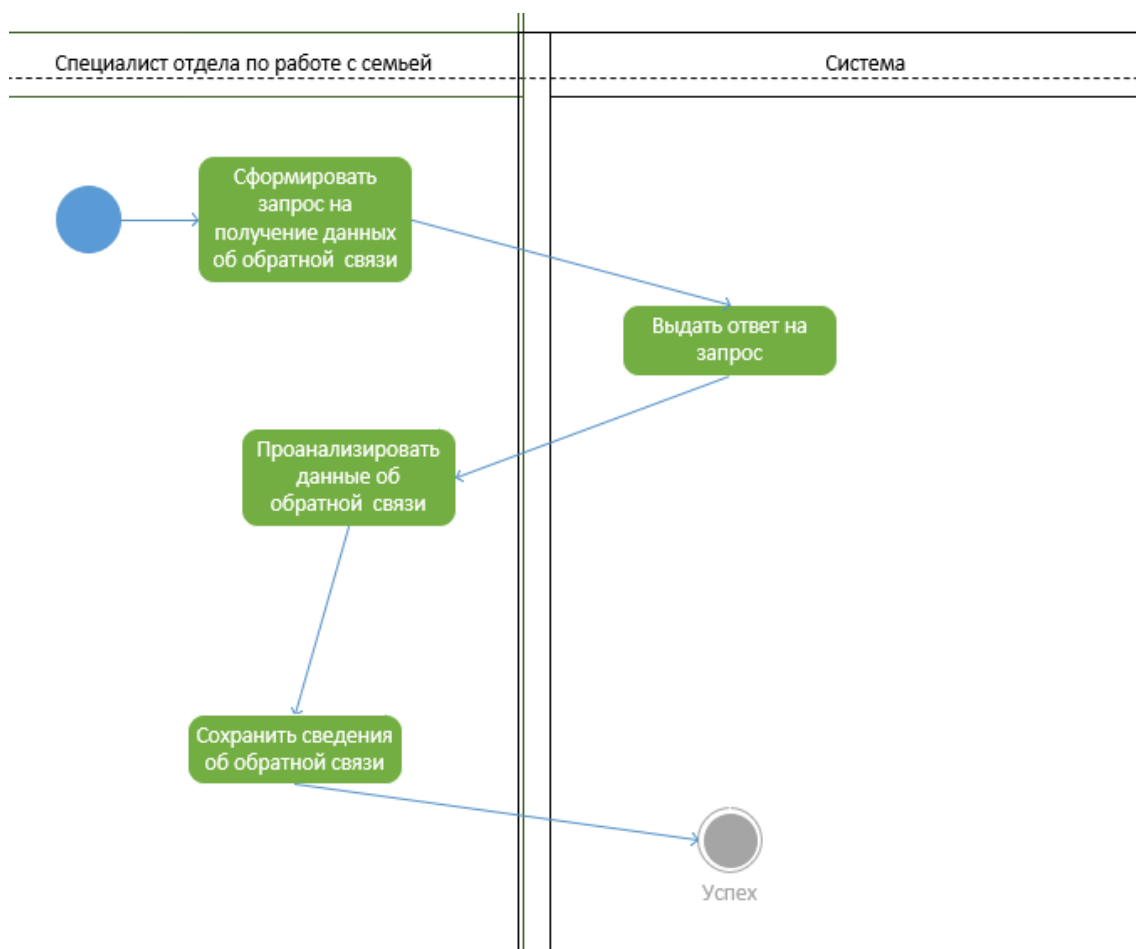 Специалист отдела по работе с семьей
Система
Сформировать
запрос на
получение данных
об обратной связи
Выдать ответ на
запрос
Проанализировать
данные об
обратной связи
Сохранить сведения
об обратной связи
Успех